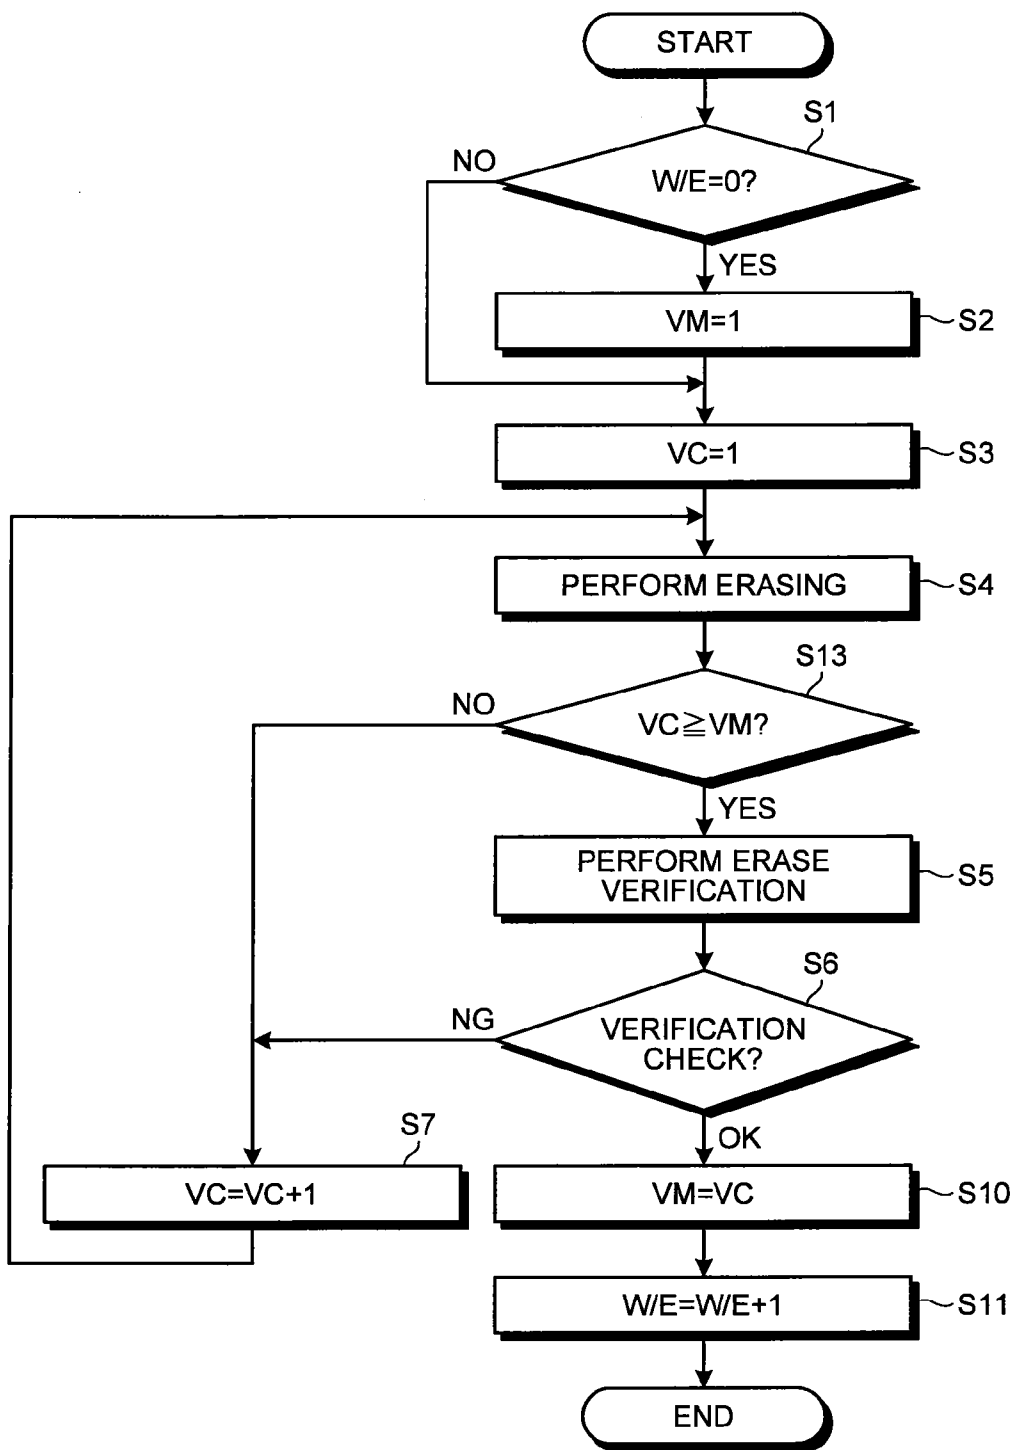 START
S1
NO
W/E=0?
YES
VM=1
S2
VC=1
S3
PERFORM ERASING
S4
S13
NO
VC≧VM?
YES
PERFORM ERASE
VERIFICATION
S5
S6
NG
VERIFICATION
CHECK?
OK
S7
VC=VC+1
VM=VC
S10
W/E=W/E+1
S11
END